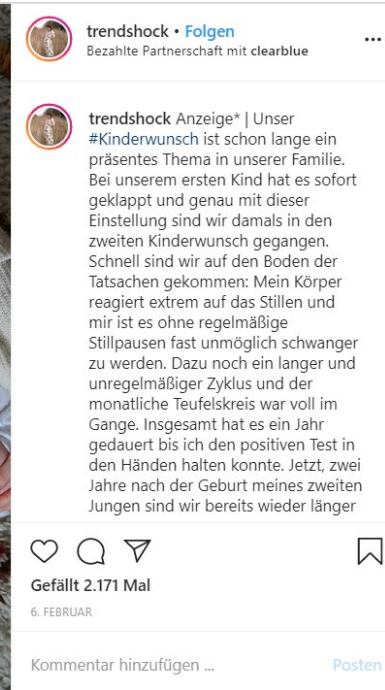 trendshock • Folgen
Bezahlte Partnerschaft mit clearblue
trendshock Anzeige* | Unser
#Kinderwunsch ist schon lange ein
präsentes Thema in unserer Familie.
Bei unserem ersten Kind hat es sofort
geklappt und genau mit dieser
Einstellung sind wir damals in den
zweiten Kinderwunsch gegangen.
Schnell sind wir auf den Boden der
Tatsachen gekommen: Mein Körper
reagiert extrem auf das Stillen und
mir ist es ohne regelmäßige
Stillpausen fast unmöglich schwanger
zu werden. Dazu noch ein langer und
unregelmäßiger Zyklus und der
monatliche Teufelskreis war voll im
Gange. Insgesamt hat es ein Jahr
gedauert bis ich den positiven Test in
den Händen halten konnte. Jetzt, zwei
Jahre nach der Geburt meines zweiten
Jungen sind wir bereits wieder länger
Gefällt 2.171 Mal
6. FEBRUAR
Kommentar hinzufügen ... Posten